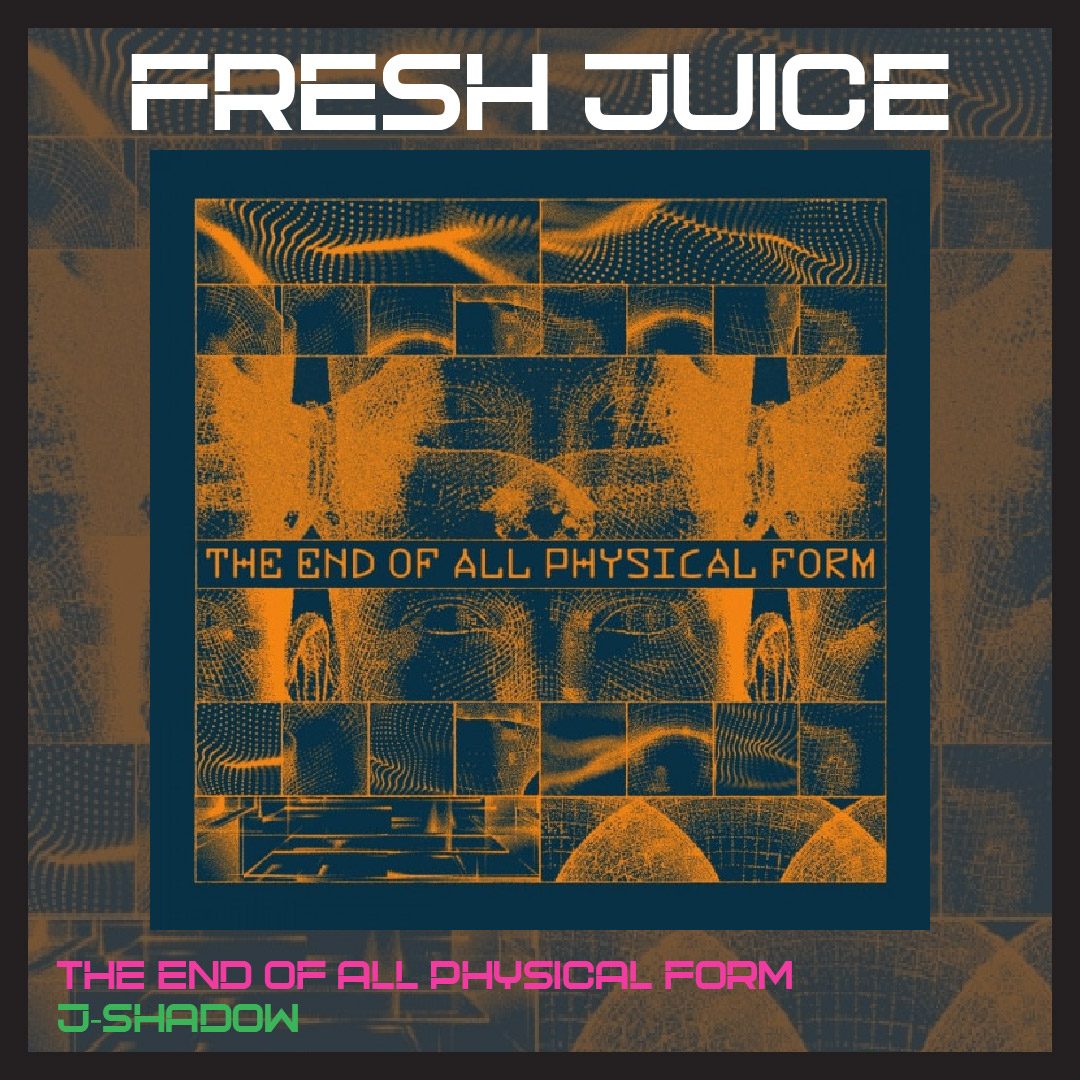 FRESH JUICE
THE END OF ALL PHYSICAL FORM
THE END OF ALL PHYSICAL FORM
J-SHADOW